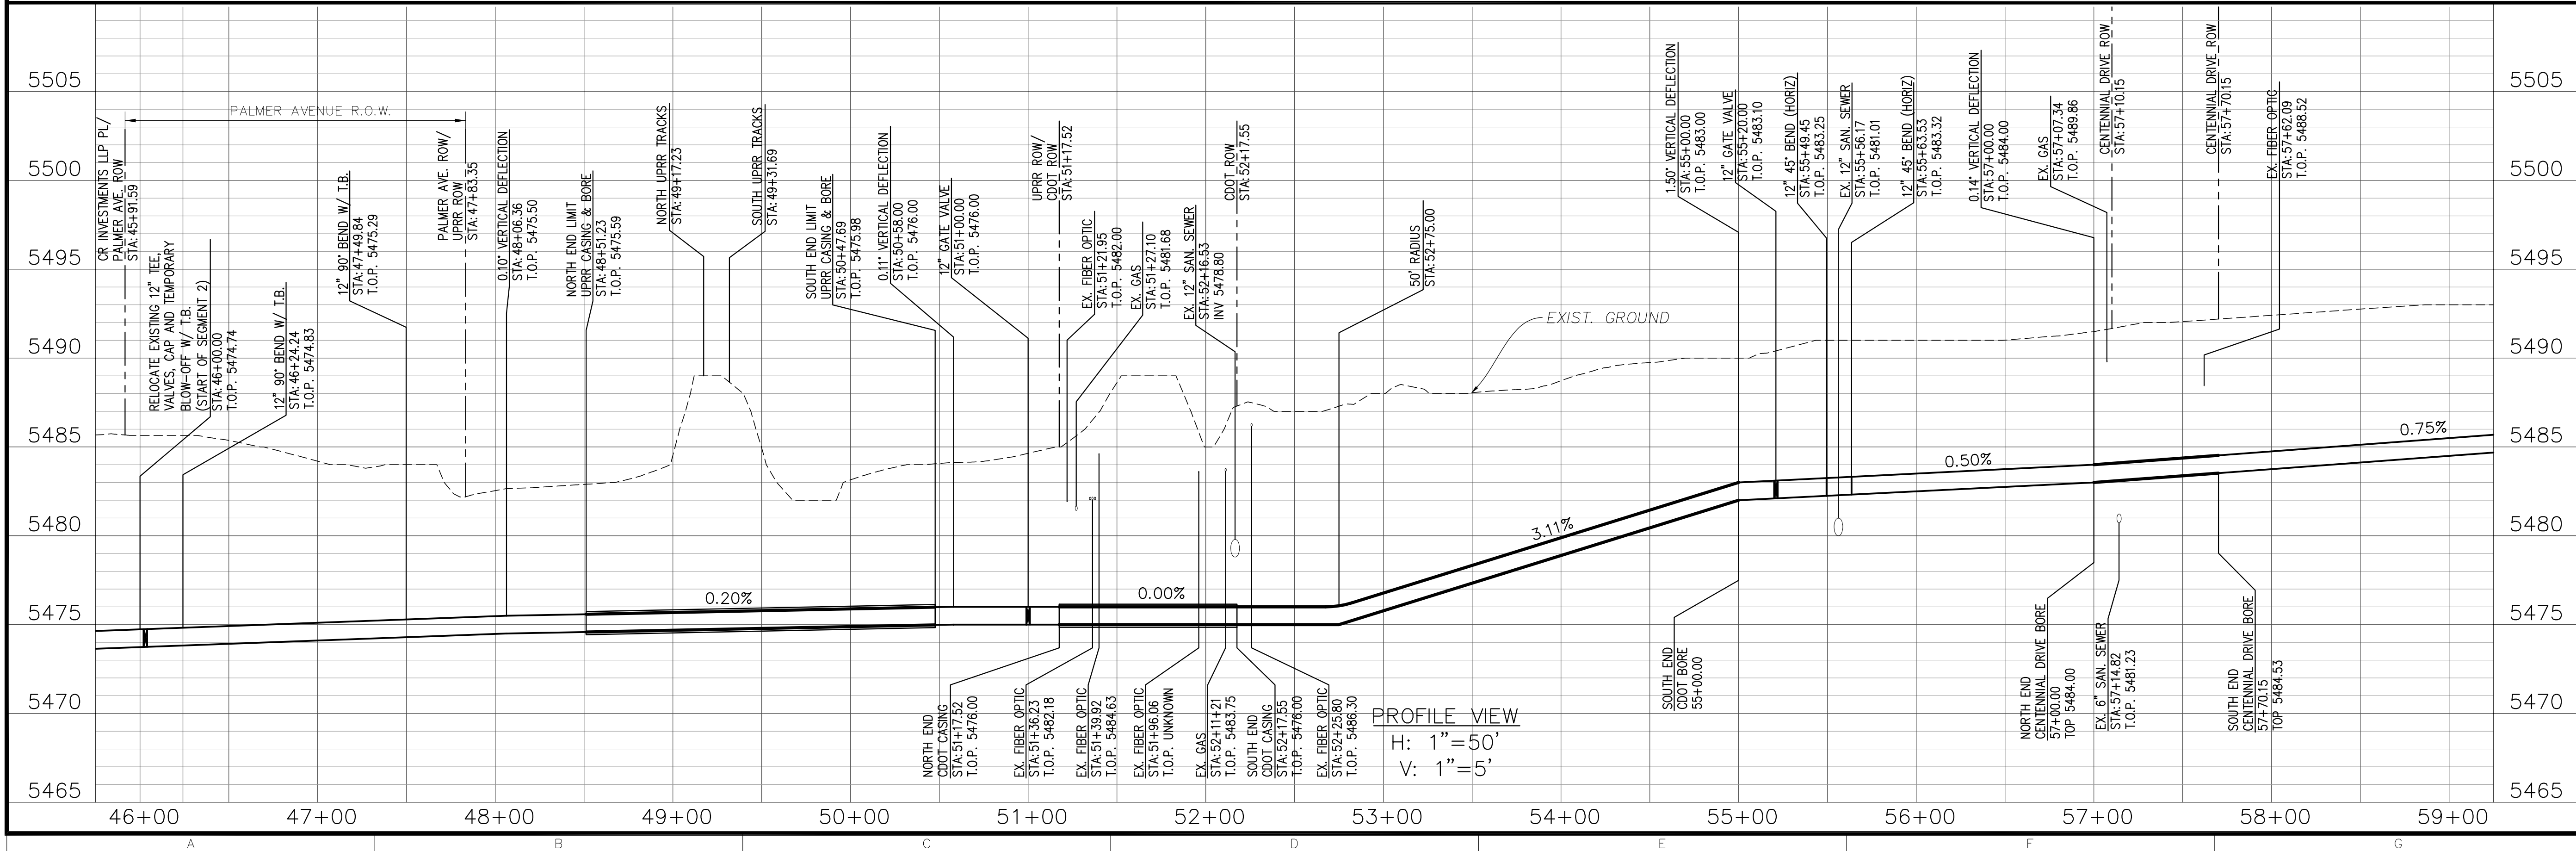 5505
5500
5495
5490
5485
5480
5475
5470
5465
PALMER AVENUE R.O.W.
CR INVESTMENTS LLP PL/
PALMER AVE. ROW
STA: 45+91.59
RELOCATE EXISTING 12" TEE,
VALVES, CAP AND TEMPORARY
BLOW-OFF W/ T.B.
(START OF SEGMENT 2)
STA: 46+00.00
T.O.P. 5474.74
12" 90° BEND W/ T.B.
STA: 46+24.24
T.O.P. 5474.83
12" 90° BEND W/ T.B.
STA: 47+49.84
T.O.P. 5475.29
PALMER AVE. ROW/
UPRR ROW
STA: 47+83.35
0.10° VERTICAL DEFLECTION
STA: 48+06.36
T.O.P. 5475.50
NORTH END LIMIT
UPRR CASING & BORE
STA: 48+51.23
T.O.P. 5475.59
NORTH UPRR TRACKS
STA: 49+17.23
SOUTH UPRR TRACKS
STA: 49+31.69
SOUTH END LIMIT
UPRR CASING & BORE
STA: 50+47.69
T.O.P. 5475.98
0.11° VERTICAL DEFLECTION
STA: 50+58.00
T.O.P. 5476.00
12" GATE VALVE
STA: 51+00.00
T.O.P. 5476.00
UPRR ROW/
CDOT ROW
STA: 51+17.52
EX. FIBER OPTIC
STA: 51+21.95
T.O.P. 5482.00
EX. GAS
STA: 51+27.10
T.O.P. 5481.68
EX. 12" SAN. SEWER
STA: 52+16.53
INV 5478.80
CDOT ROW
STA: 52+17.55
50' RADIUS
STA: 52+75.00
EXIST. GROUND
1.50° VERTICAL DEFLECTION
STA: 55+00.00
T.O.P. 5483.00
12" GATE VALVE
STA: 55+20.00
T.O.P. 5483.10
12" 45° BEND (HORIZ)
STA: 55+49.45
T.O.P. 5483.25
EX. 12" SAN. SEWER
STA: 55+56.17
T.O.P. 5481.01
12" 45° BEND (HORIZ)
STA: 55+63.53
T.O.P. 5483.32
0.14° VERTICAL DEFLECTION
STA: 57+00.00
T.O.P. 5484.00
EX. GAS
STA: 57+07.34
T.O.P. 5489.86
CENTENNIAL DRIVE ROW
STA: 57+10.15
CENTENNIAL DRIVE ROW
STA: 57+70.15
EX. FIBER OPTIC
STA: 57+62.09
T.O.P. 5488.52
0.20%
0.00%
3.11%
0.50%
0.75%
NORTH END
CDOT CASING
STA: 51+17.52
T.O.P. 5476.00
EX. FIBER OPTIC
STA: 51+36.23
T.O.P. 5482.18
EX. FIBER OPTIC
STA: 51+39.92
T.O.P. 5484.63
EX. FIBER OPTIC
STA: 51+96.06
T.O.P. UNKNOWN
EX. GAS
STA: 52+11+21
T.O.P. 5483.75
SOUTH END
CDOT CASING
STA: 52+17.55
T.O.P. 5476.00
EX. FIBER OPTIC
STA: 52+25.80
T.O.P. 5486.30
SOUTH END
CDOT BORE
55+00.00
NORTH END
CENTENNIAL DRIVE BORE
57+00.00
TOP 5484.00
EX. 6" SAN. SEWER
STA: 57+14.82
T.O.P. 5481.23
SOUTH END
CENTENNIAL DRIVE BORE
57+70.15
TOP 5484.53
PROFILE VIEW
H: 1"=50'
V: 1"=5'
5505
5500
5495
5490
5485
5480
5475
5470
5465
46+00 47+00 48+00 49+00 50+00 51+00 52+00 53+00 54+00 55+00 56+00 57+00 58+00 59+00
A B C D E F G